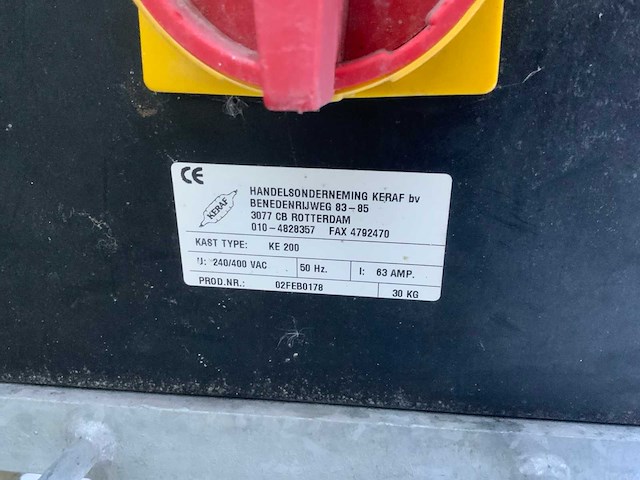 CE
KERAF
HANDELSONDERNEMING KERAF bv
BENEDENRIJWEG 83-85
3077 CB ROTTERDAM
010-4828357 FAX 4792470
KAST TYPE: KE 200
U: 240/400 VAC 50 Hz. I: 63 AMP.
PROD.NR.: 02FEB0178 30 KG